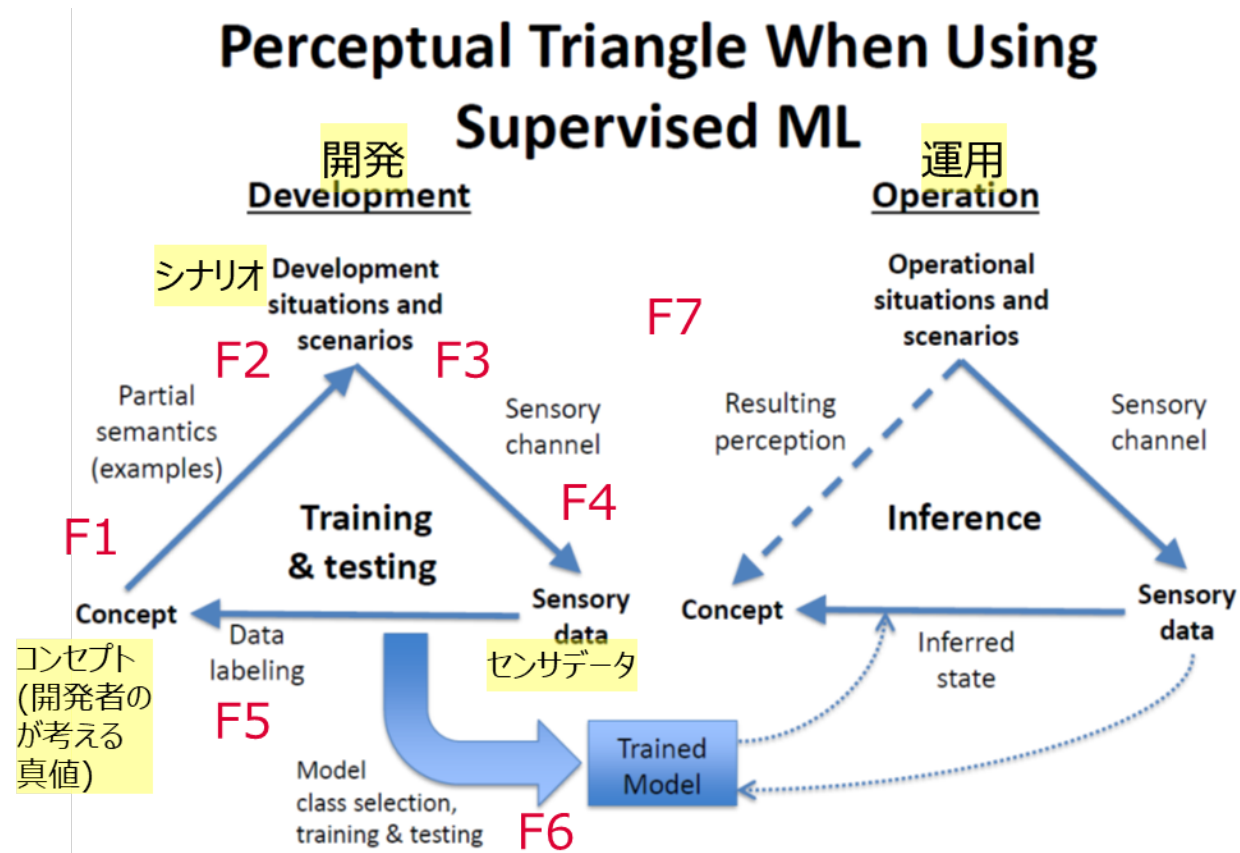 Perceptual Triangle When Using
Supervised ML
開発
Development
運用
Operation
シナリオ
Development
situations and
scenarios
Operational
situations and
scenarios
F2
F3
F7
Partial
semantics
(examples)
Sensory
channel
Resulting
perception
Sensory
channel
F1
F4
Training
& testing
Inference
Concept
Sensory
data
Concept
Sensory
data
コンセプト
(開発者の
が考える
真値)
Data
labeling
センサデータ
Inferred
state
F5
Model
class selection,
training & testing
F6
Trained
Model